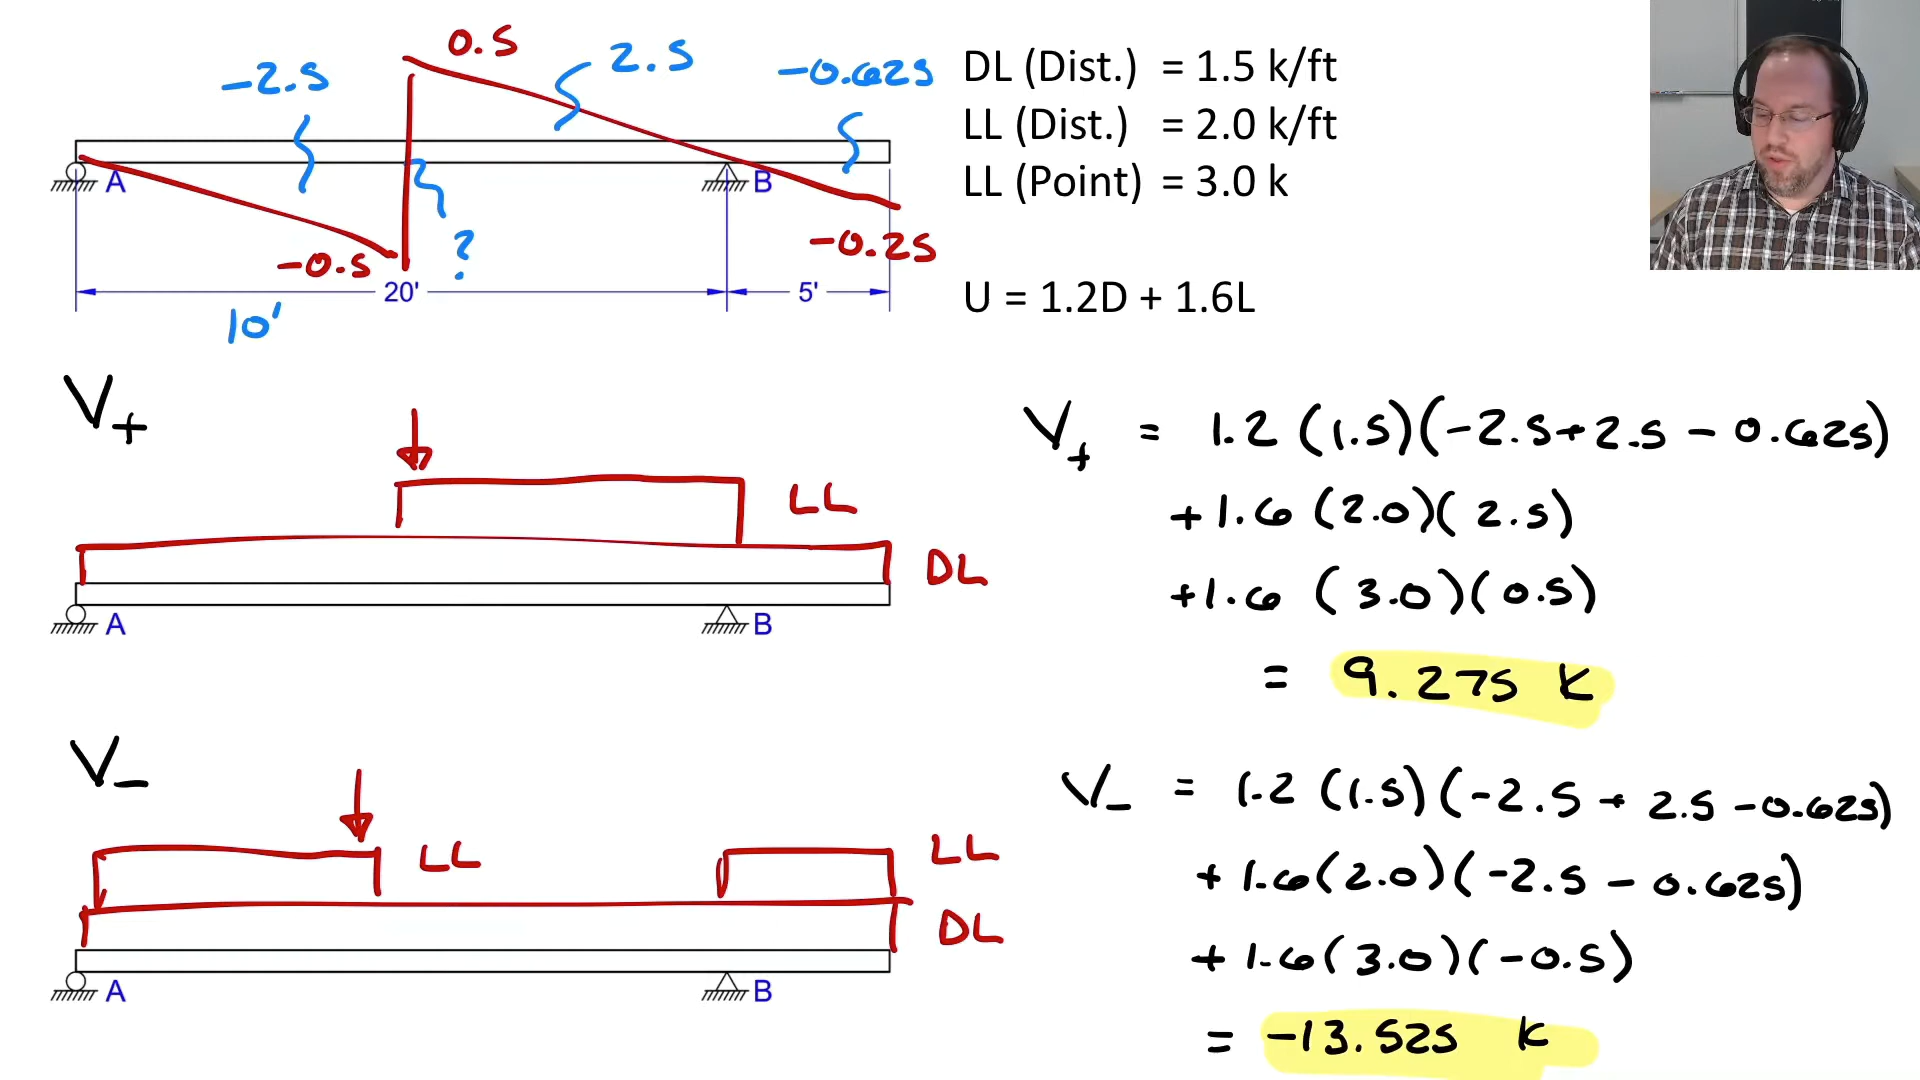 0.5
-2.5
2.5
-0.625
A
B
-0.5
?
-0.25
20'
5'
10'
DL (Dist.) = 1.5 k/ft
LL (Dist.) = 2.0 k/ft
LL (Point) = 3.0 k
U = 1.2D + 1.6L
V+
LL
DL
A
B
V+ = 1.2 (1.5)(-2.5+2.5 - 0.625)
+1.6 (2.0)(2.5)
+1.6 (3.0)(0.5)
= 9.275 k
V-
LL
LL
DL
A
B
V- = 1.2 (1.5)(-2.5 + 2.5 -0.625)
+ 1.6(2.0)(-2.5 - 0.625)
+ 1.6(3.0)(-0.5)
= -13.525 k